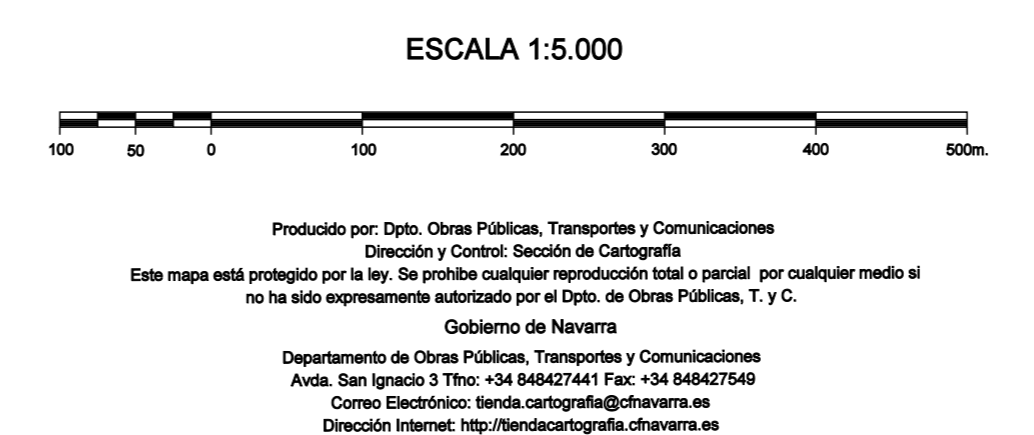 ESCALA 1:5.000
100 50 0 100 200 300 400 500m.
Producido por: Dpto. Obras Públicas, Transportes y Comunicaciones
Dirección y Control: Sección de Cartografía
Este mapa está protegido por la ley. Se prohibe cualquier reproducción total o parcial por cualquier medio si
no ha sido expresamente autorizado por el Dpto. de Obras Públicas, T. y C.
Gobierno de Navarra
Departamento de Obras Públicas, Transportes y Comunicaciones
Avda. San Ignacio 3 Tfno: +34 848427441 Fax: +34 848427549
Correo Electrónico: tienda.cartografia@cfnavarra.es
Dirección Internet: http://tiendacartografia.cfnavarra.es